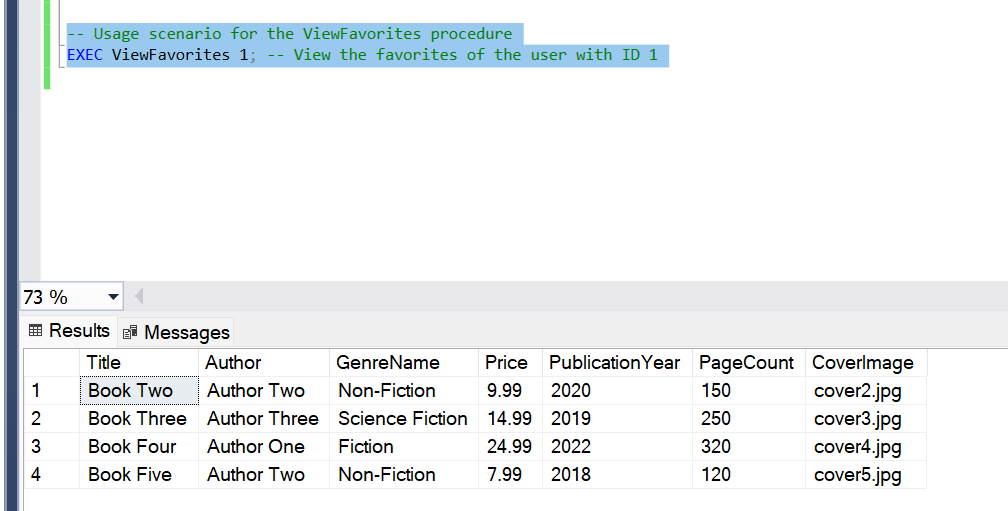 -- Usage scenario for the ViewFavorites procedure
EXEC ViewFavorites 1; -- View the favorites of the user with ID 1
73 %
Results Messages
Title Author GenreName Price PublicationYear PageCount CoverImage
1 Book Two Author Two Non-Fiction 9.99 2020 150 cover2.jpg
2 Book Three Author Three Science Fiction 14.99 2019 250 cover3.jpg
3 Book Four Author One Fiction 24.99 2022 320 cover4.jpg
4 Book Five Author Two Non-Fiction 7.99 2018 120 cover5.jpg